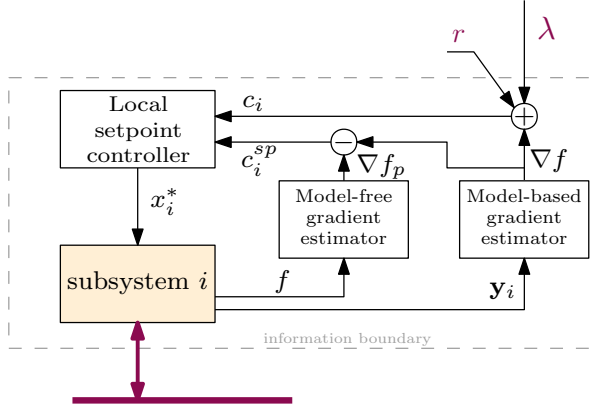 r
λ
Local
setpoint
controller
c_i
+
c_i^{sp}
−
∇f_p
∇f
x_i^*
Model-free
gradient
estimator
Model-based
gradient
estimator
subsystem i
f
y_i
information boundary